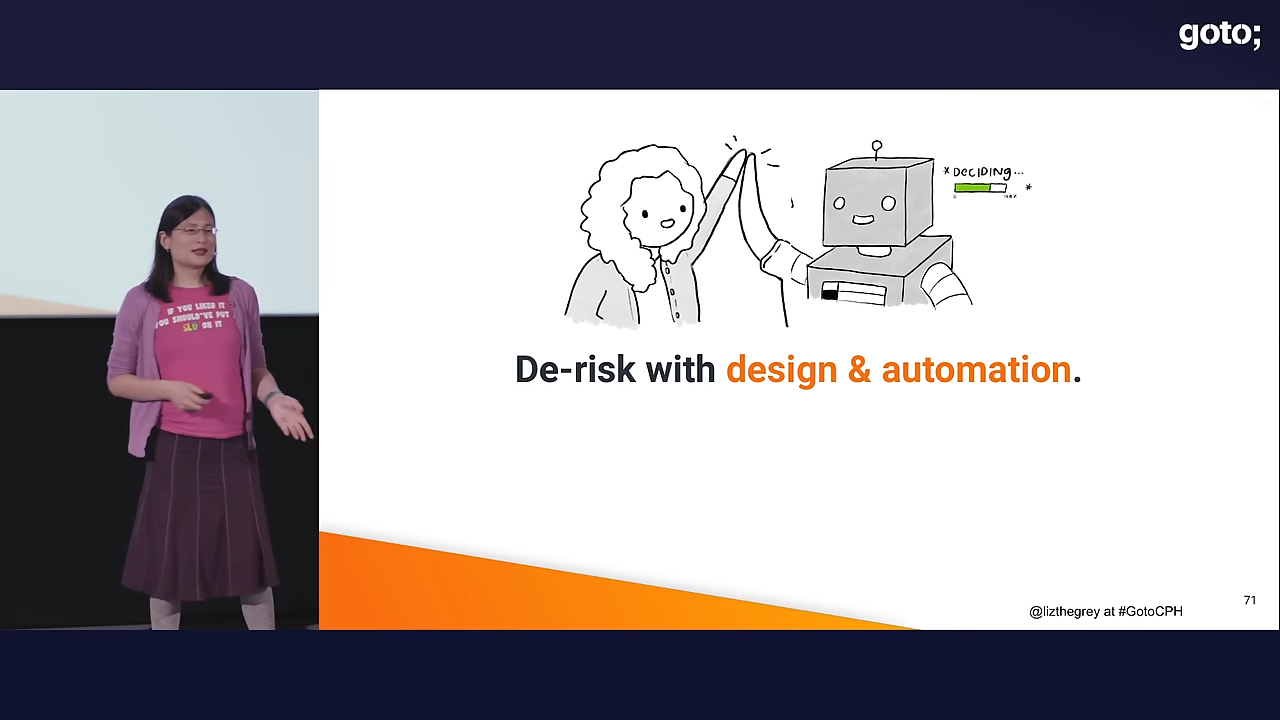 goto;
IF YOU LIKED IT
YOU SHOULD'VE PUT
SLO ON IT
* DECIDING... *
De-risk with design & automation.
@lizthegrey at #GotoCPH
71